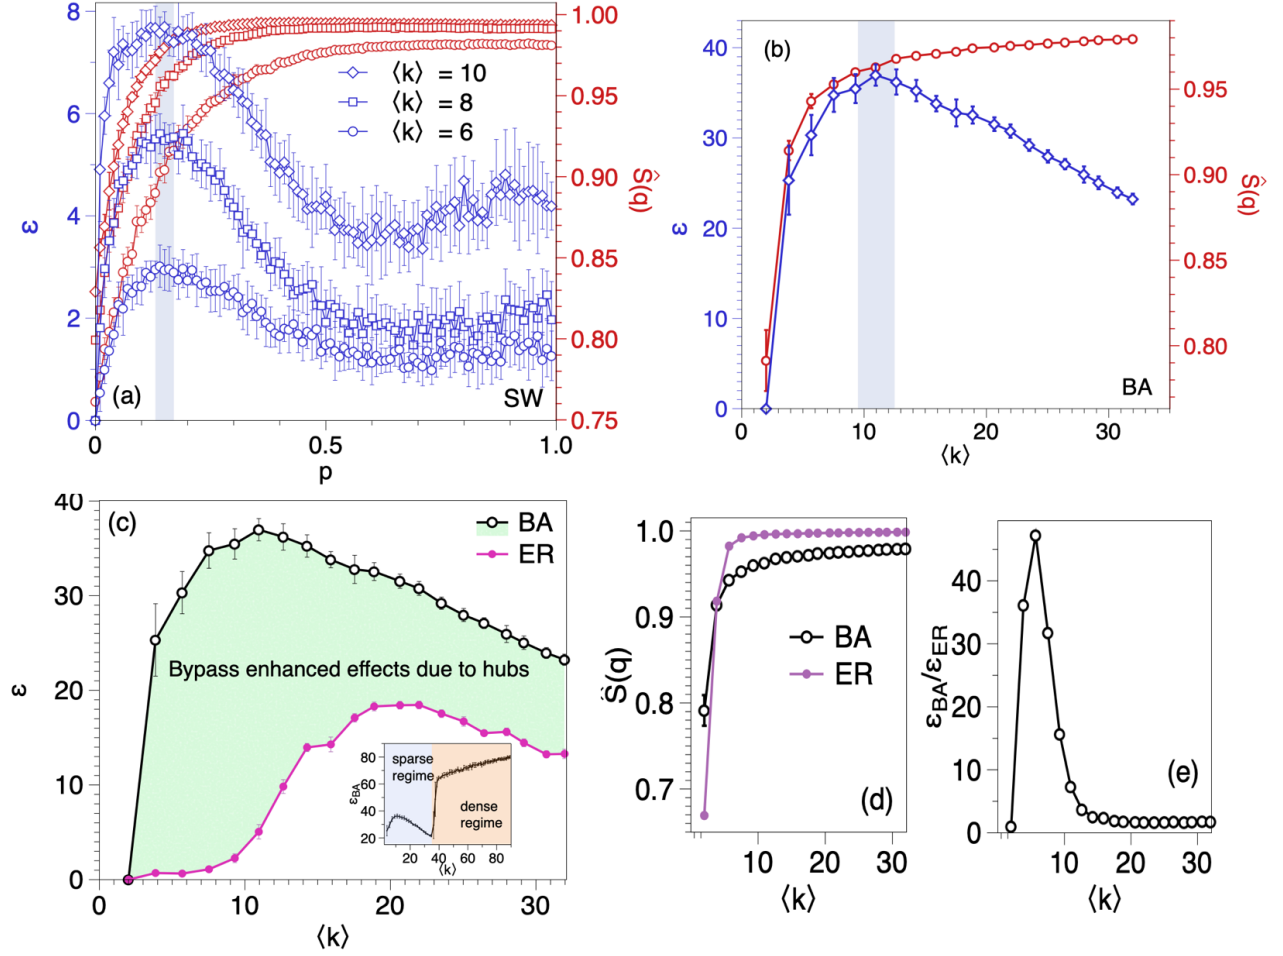 8
6
4
2
0
ε
⟨k⟩ = 10
⟨k⟩ = 8
⟨k⟩ = 6
(a)
SW
1.00
0.95
0.90
0.85
0.80
0.75
Ŝ(q)
0
0.5
1.0
p
40
30
20
10
0
ε
(b)
BA
0.95
0.90
0.85
0.80
Ŝ(q)
0
10
20
30
⟨k⟩
40
30
20
10
0
ε
(c)
BA
ER
Bypass enhanced effects due to hubs
80
60
40
20
εBA
sparse
regime
dense
regime
20
40
60
80
⟨k⟩
0
10
20
30
⟨k⟩
1.0
0.9
0.8
0.7
Ŝ(q)
BA
ER
(d)
10
20
30
⟨k⟩
40
30
20
10
0
εBA/εER
(e)
10
20
30
⟨k⟩